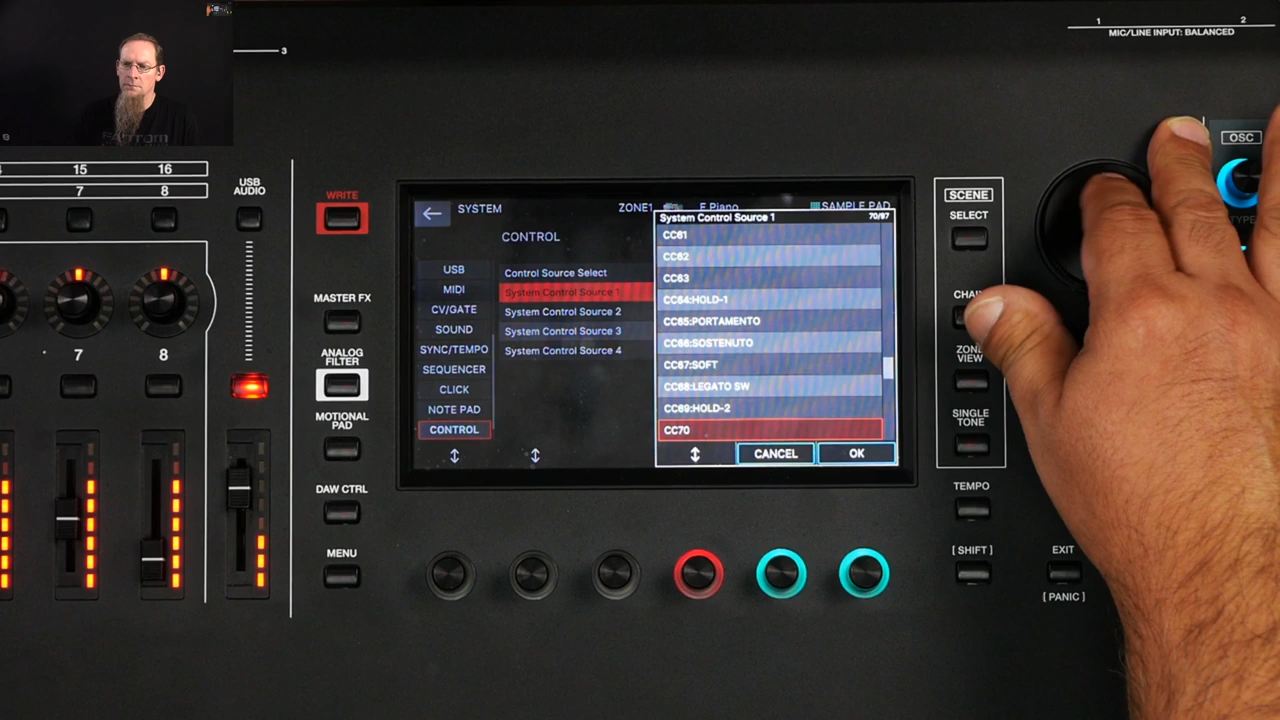 1
2
MIC/LINE INPUT: BALANCED
3
OSC
TYPE
15
16
7
8
USB
AUDIO
7
8
WRITE
MASTER FX
ANALOG
FILTER
MOTIONAL
PAD
DAW CTRL
MENU
SYSTEM
ZONE1
E.Piano
SAMPLE PAD
CONTROL
USB
MIDI
CV/GATE
SOUND
SYNC/TEMPO
SEQUENCER
CLICK
NOTE PAD
CONTROL
Control Source Select
System Control Source 1
System Control Source 2
System Control Source 3
System Control Source 4
System Control Source 1
70/97
CC61
CC62
CC63
CC64:HOLD-1
CC65:PORTAMENTO
CC66:SOSTENUTO
CC67:SOFT
CC68:LEGATO SW
CC69:HOLD-2
CC70
CANCEL
OK
SCENE
SELECT
CHAI
ZON
VIEW
SINGLE
TONE
TEMPO
[ SHIFT ]
EXIT
[ PANIC ]